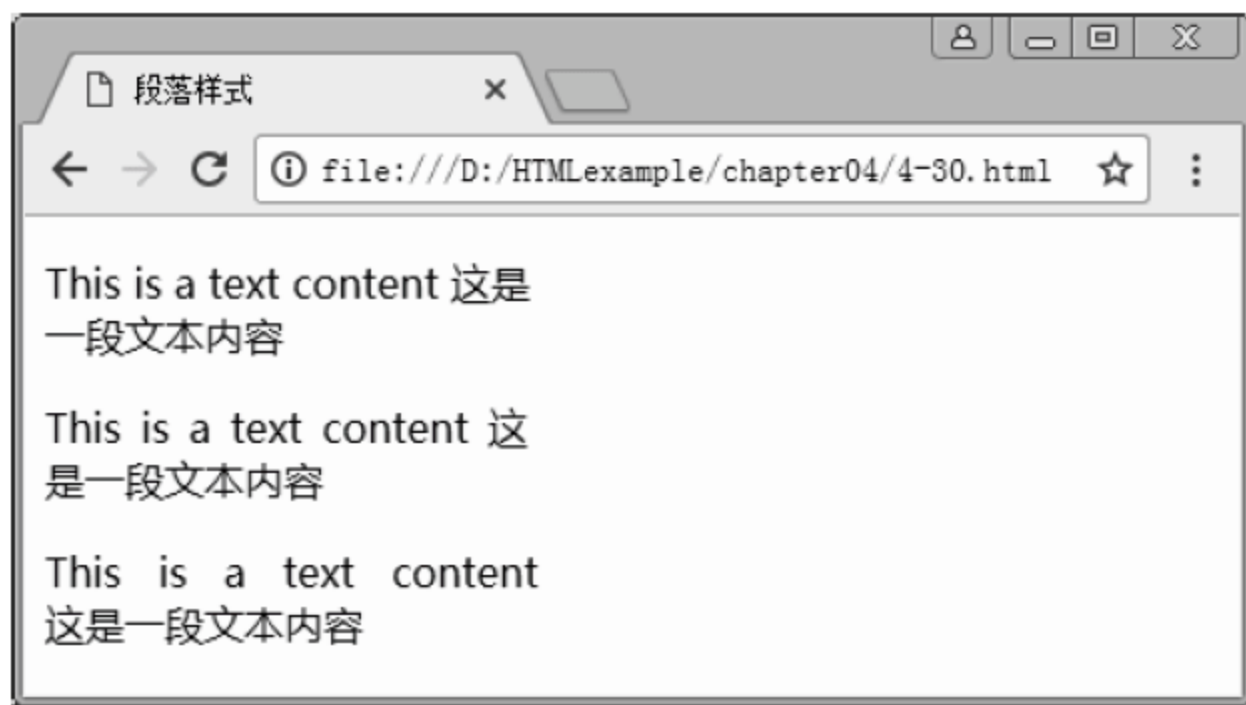 段落样式
file:///D:/HTMLexample/chapter04/4-30.html
This is a text content 这是
一段文本内容
This is a text content 这
是一段文本内容
This is a text content
这是一段文本内容